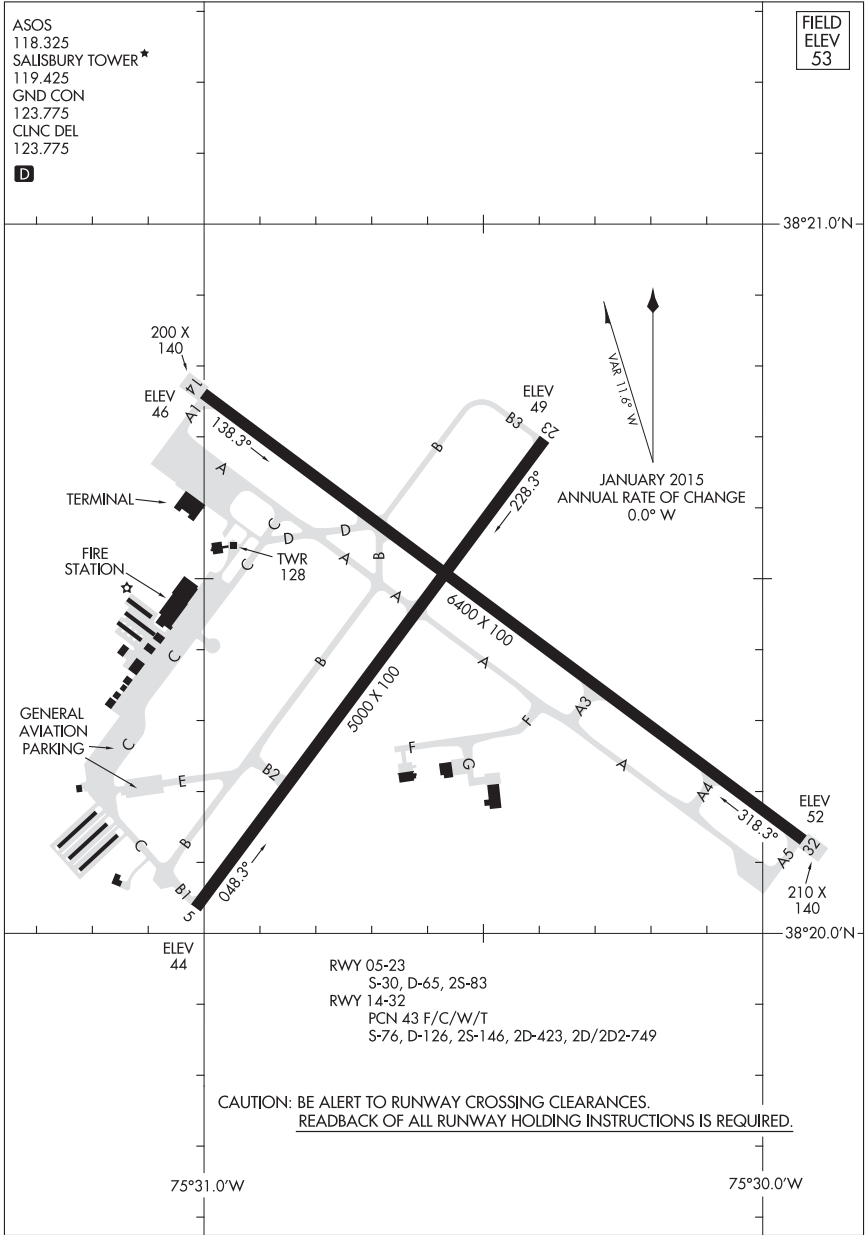 ASOS
118.325
SALISBURY TOWER★
119.425
GND CON
123.775
CLNC DEL
123.775
D
FIELD
ELEV
53
38°21.0'N
200 X
140
14
ELEV
46
A1
138.3°
A
TERMINAL
C
D
D
A
B
C
TWR
128
FIRE
STATION
B
B3
ELEV
49
23
228.3°
VAR 11.6° W
JANUARY 2015
ANNUAL RATE OF CHANGE
0.0° W
A
6400 X 100
A
C
B
5000 X 100
F
A3
F
G
A
A4
318.3°
ELEV
52
32
A5
210 X
140
GENERAL
AVIATION
PARKING
C
E
B2
C
B
B1
048.3°
5
ELEV
44
38°20.0'N
RWY 05-23
S-30, D-65, 2S-83
RWY 14-32
PCN 43 F/C/W/T
S-76, D-126, 2S-146, 2D-423, 2D/2D2-749
CAUTION: BE ALERT TO RUNWAY CROSSING CLEARANCES.
READBACK OF ALL RUNWAY HOLDING INSTRUCTIONS IS REQUIRED.
75°31.0'W
75°30.0'W